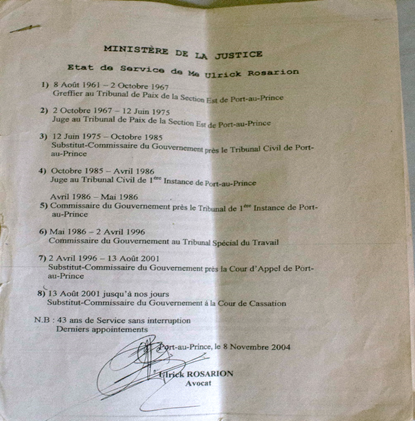 MINISTÈRE DE LA JUSTICE
Etat de Service de Me Ulrick Rosarion
1) 8 Août 1961 – 2 Octobre 1967
Greffier au Tribunal de Paix de la Section Est de Port-au-Prince
2) 2 Octobre 1967 – 12 Juin 1975
Juge au Tribunal de Paix de la Section Est de Port-au-Prince
3) 12 Juin 1975 – Octobre 1985
Substitut-Commissaire du Gouvernement près le Tribunal Civil de Port-
au-Prince
4) Octobre 1985 – Avril 1986
Juge au Tribunal Civil de 1ère Instance de Port-au-Prince
Avril 1986 – Mai 1986
5) Commissaire du Gouvernement près le Tribunal de 1ère Instance de Port-
au-Prince
6) Mai 1986 – 2 Avril 1996
Commissaire du Gouvernement au Tribunal Spécial du Travail
7) 2 Avril 1996 – 13 Août 2001
Substitut-Commissaire du Gouvernement près la Cour d'Appel de Port-
au-Prince
8) 13 Août 2001 jusqu'à nos jours
Substitut-Commissaire du Gouvernement à la Cour de Cassation
N.B : 43 ans de Service sans interruption
Derniers appointements
Port-au-Prince, le 8 Novembre 2004
Ulrick ROSARION
Avocat